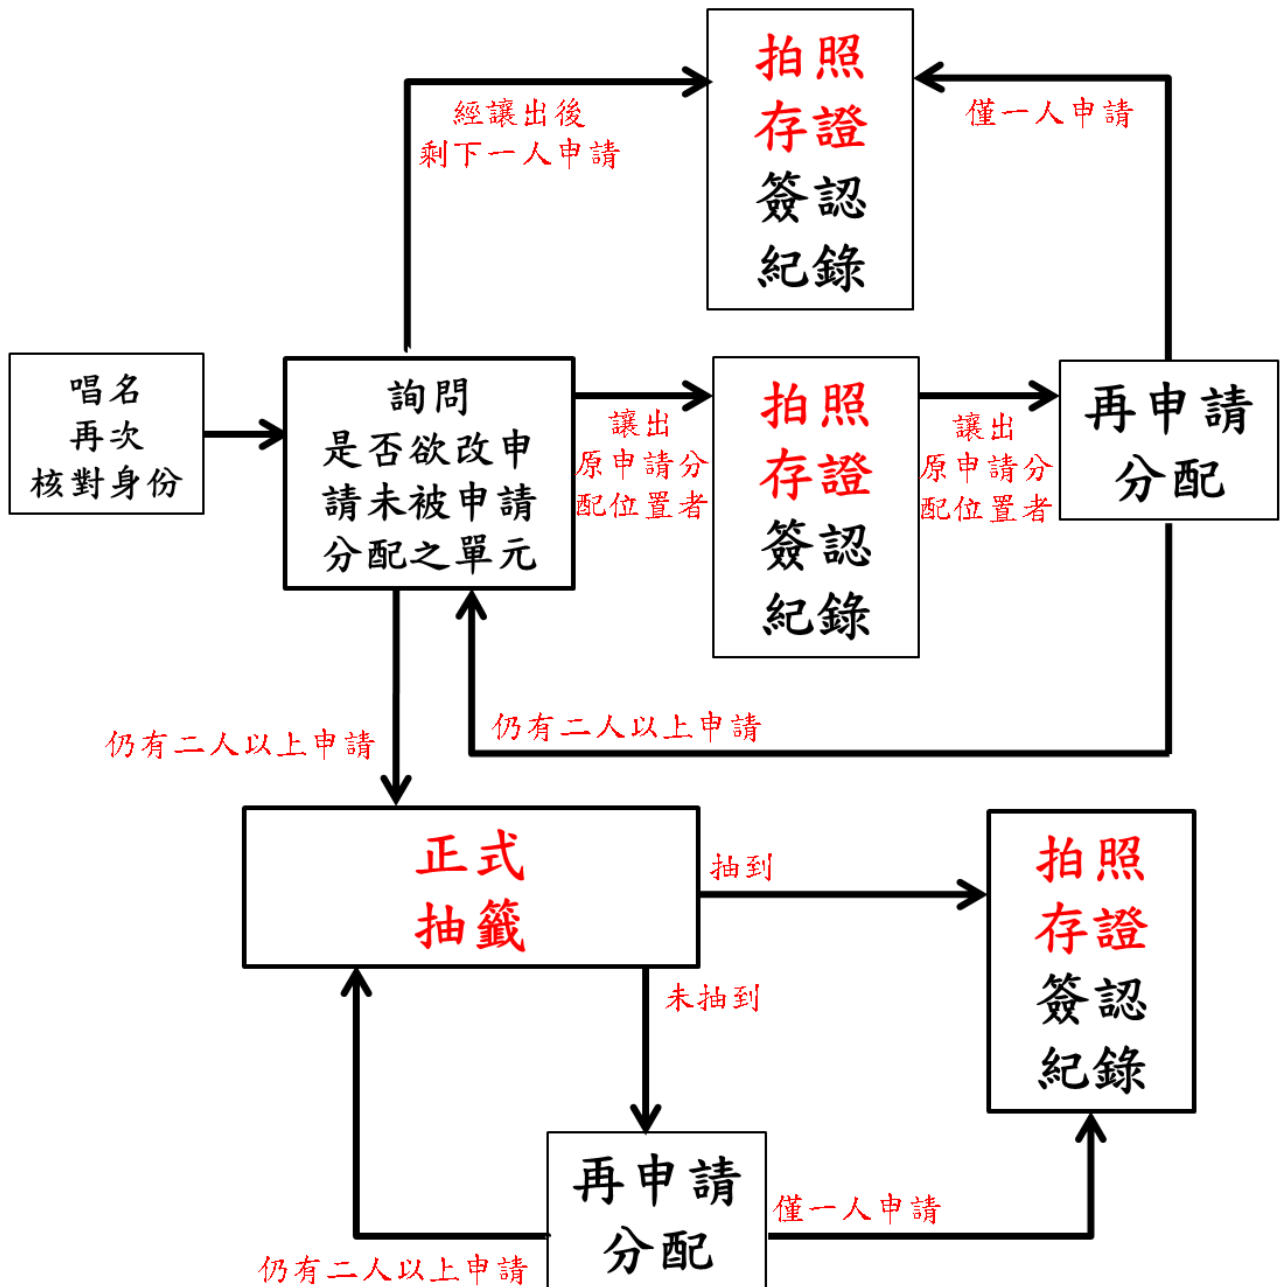 拍照
存證
簽認
紀錄
經讓出後
剩下一人申請
僅一人申請
唱名
再次
核對身份
詢問
是否欲改申
請未被申請
分配之單元
讓出
原申請分
配位置者
拍照
存證
簽認
紀錄
讓出
原申請分
配位置者
再申請
分配
仍有二人以上申請
仍有二人以上申請
正式
抽籤
抽到
未抽到
拍照
存證
簽認
紀錄
再申請
分配
僅一人申請
仍有二人以上申請